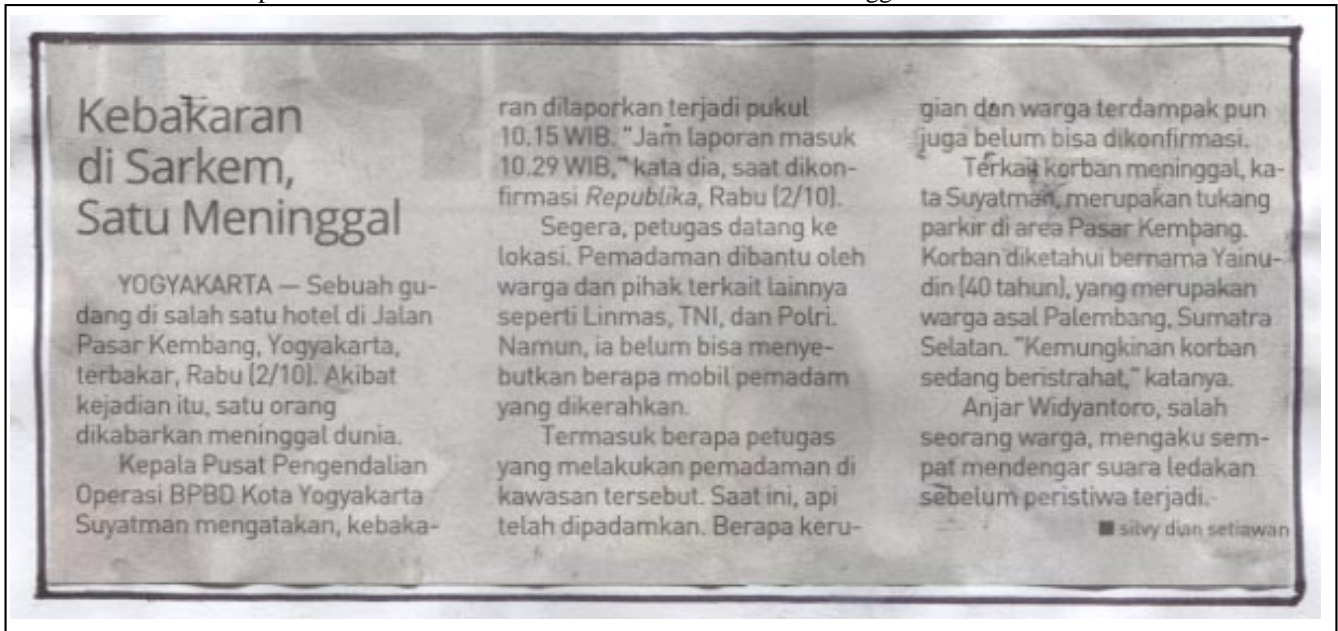 Kebakaran
di Sarkem,
Satu Meninggal
YOGYAKARTA — Sebuah gu-
dang di salah satu hotel di Jalan
Pasar Kembang, Yogyakarta,
terbakar, Rabu (2/10). Akibat
kejadian itu, satu orang
dikabarkan meninggal dunia.
Kepala Pusat Pengendalian
Operasi BPBD Kota Yogyakarta
Suyatman mengatakan, kebaka-
ran dilaporkan terjadi pukul
10.15 WIB. "Jam laporan masuk
10.29 WIB," kata dia, saat dikon-
firmasi Republika, Rabu (2/10).
Segera, petugas datang ke
lokasi. Pemadaman dibantu oleh
warga dan pihak terkait lainnya
seperti Linmas, TNI, dan Polri.
Namun, ia belum bisa menye-
butkan berapa mobil pemadam
yang dikerahkan.
Termasuk berapa petugas
yang melakukan pemadaman di
kawasan tersebut. Saat ini, api
telah dipadamkan. Berapa keru-
gian dan warga terdampak pun
juga belum bisa dikonfirmasi.
Terkait korban meninggal, ka-
ta Suyatman, merupakan tukang
parkir di area Pasar Kembang.
Korban diketahui bernama Yainu-
din (40 tahun), yang merupakan
warga asal Palembang, Sumatra
Selatan. "Kemungkinan korban
sedang beristrahat," katanya.
Anjar Widyantoro, salah
seorang warga, mengaku sem-
pat mendengar suara ledakan
sebelum peristiwa terjadi.
■ silvy dian setiawan